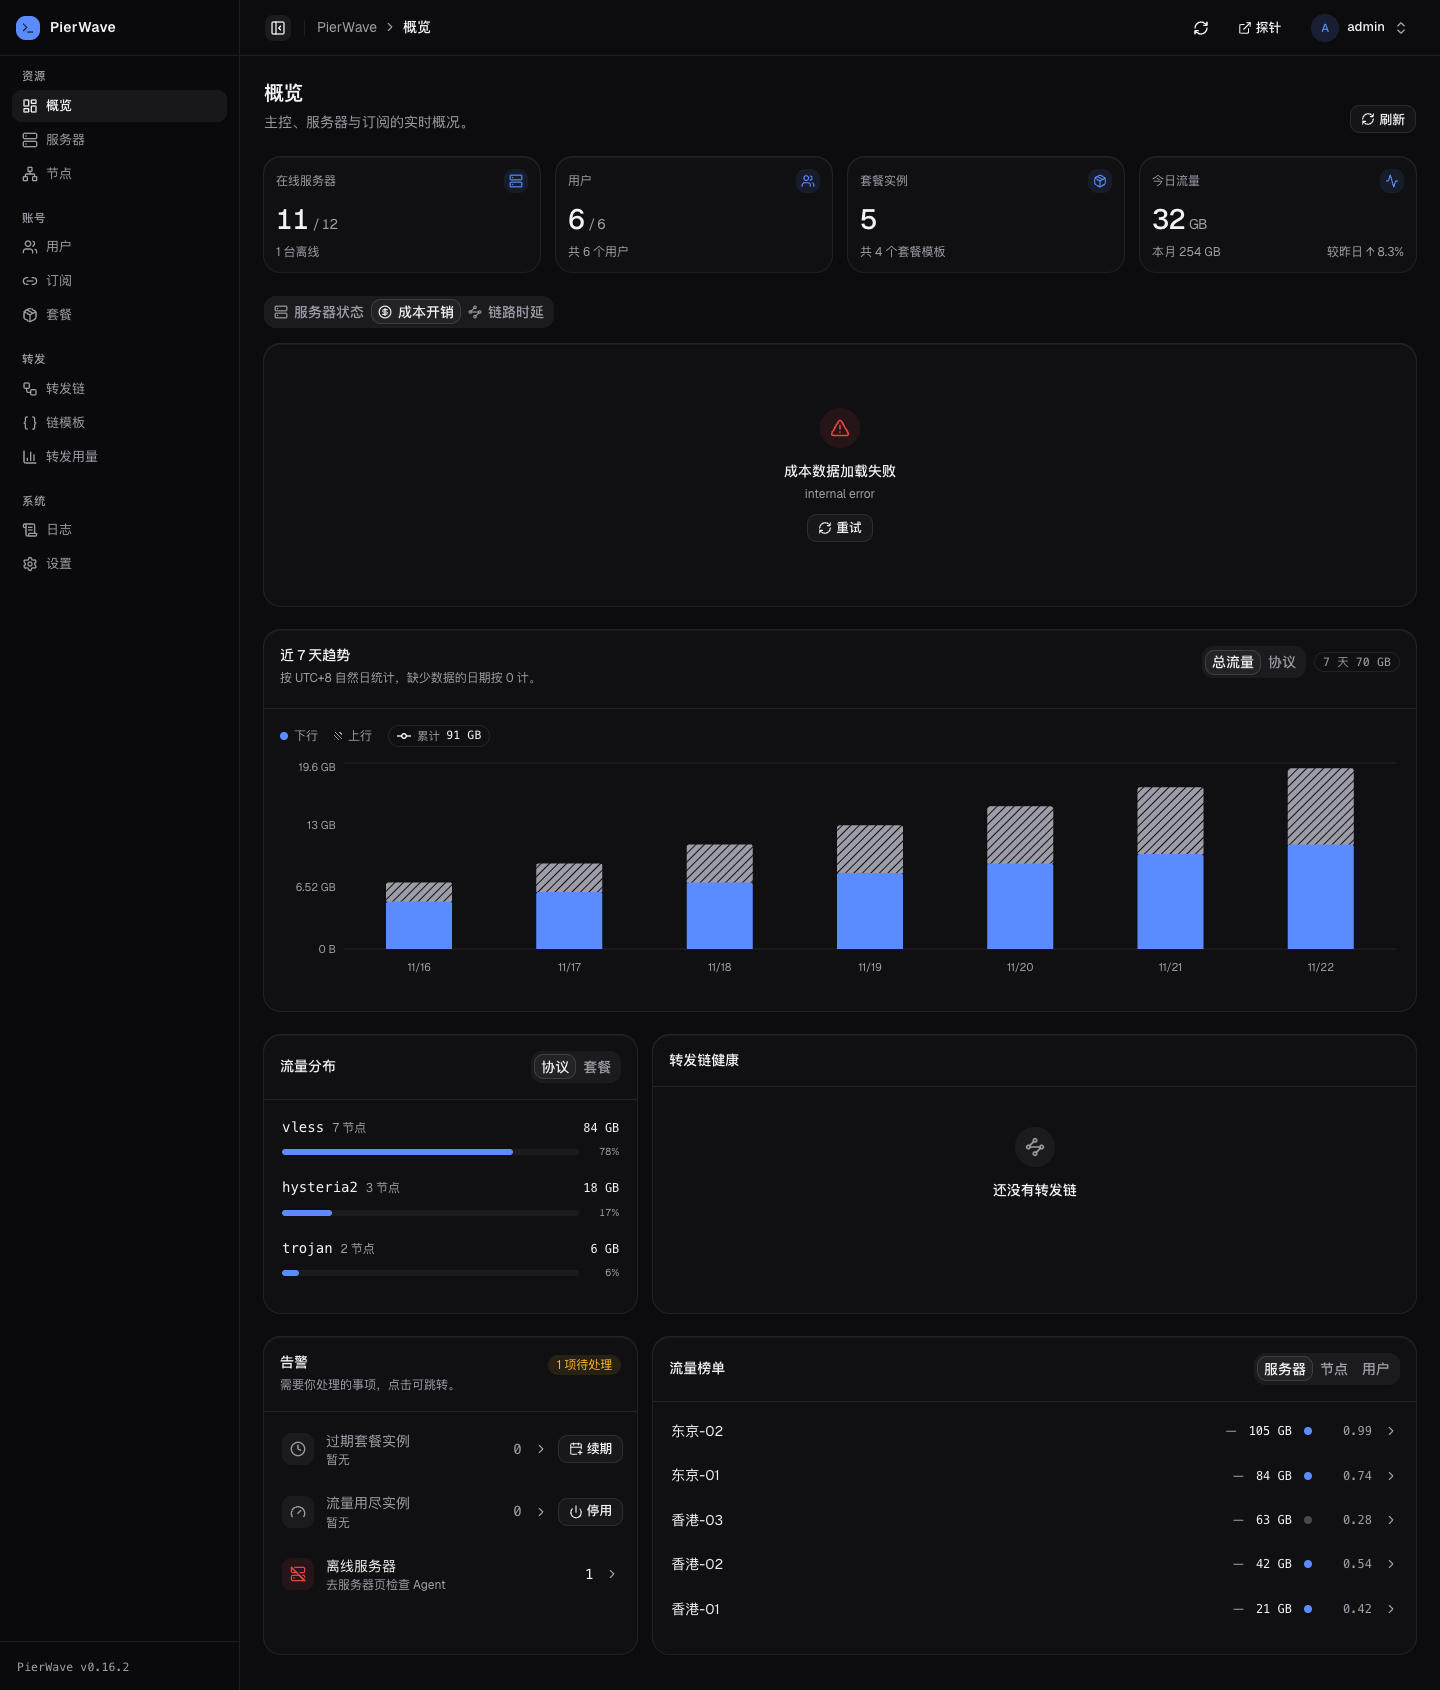 PierWave
PierWave > 概览
探针
A admin
资源
概览
服务器
节点
账号
用户
订阅
套餐
转发
转发链
链模板
转发用量
系统
日志
设置
PierWave v0.16.2
概览
主控、服务器与订阅的实时概况。
刷新
在线服务器
11 / 12
1 台离线
用户
6 / 6
共 6 个用户
套餐实例
5
共 4 个套餐模板
今日流量
32 GB
本月 254 GB 较昨日 ↑ 8.3%
服务器状态 成本开销 链路时延
成本数据加载失败
internal error
重试
近 7 天趋势
按 UTC+8 自然日统计，缺少数据的日期按 0 计。
总流量 协议 7 天 70 GB
下行 上行 累计 91 GB
19.6 GB
13 GB
6.52 GB
0 B
11/16 11/17 11/18 11/19 11/20 11/21 11/22
流量分布
协议 套餐
vless 7 节点 84 GB
78%
hysteria2 3 节点 18 GB
17%
trojan 2 节点 6 GB
6%
转发链健康
还没有转发链
告警
1 项待处理
需要你处理的事项，点击可跳转。
过期套餐实例
暂无
0 续期
流量用尽实例
暂无
0 停用
离线服务器
去服务器页检查 Agent
1
流量榜单
服务器 节点 用户
东京-02 — 105 GB 0.99
东京-01 — 84 GB 0.74
香港-03 — 63 GB 0.28
香港-02 — 42 GB 0.54
香港-01 — 21 GB 0.42